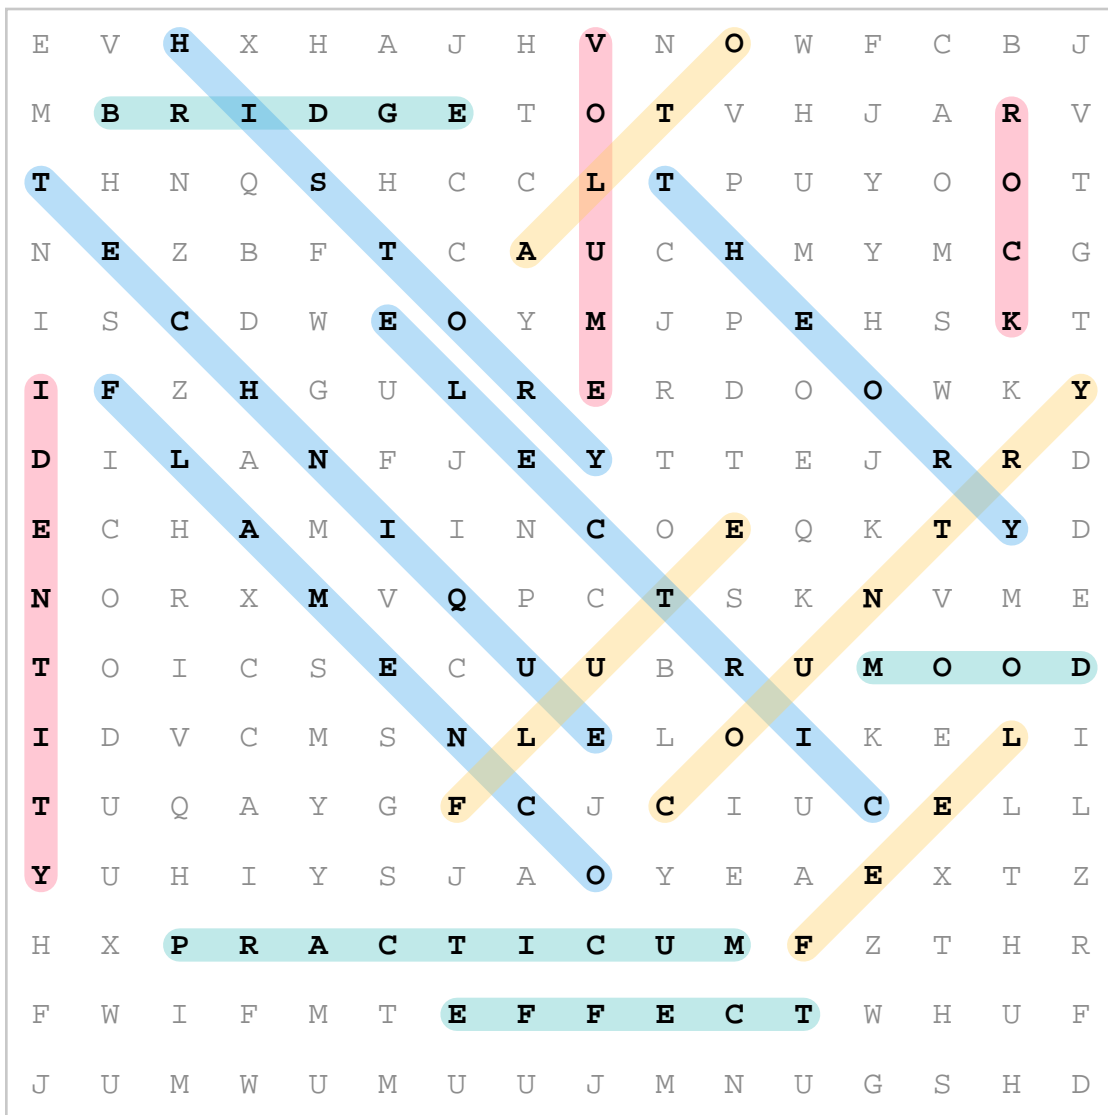 E V H X H A J H V N O W F C B J
M B R I D G E T O T V H J A R V
T H N Q S H C C L T P U Y O O T
N E Z B F T C A U C H M Y M C G
I S C D W E O Y M J P E H S K T
I F Z H G U L R E R D O O W K Y
D I L A N F J E Y T T E J R R D
E C H A M I I N C O E Q K T Y D
N O R X M V Q P C T S K N V M E
T O I C S E C U U B R U M O O D
I D V C M S N L E L O I K E L I
T U Q A Y G F C J C I U C E L L
Y U H I Y S J A O Y E A E X T Z
H X P R A C T I C U M F Z T H R
F W I F M T E F F E C T W H U F
J U M W U M U U J M N U G S H D